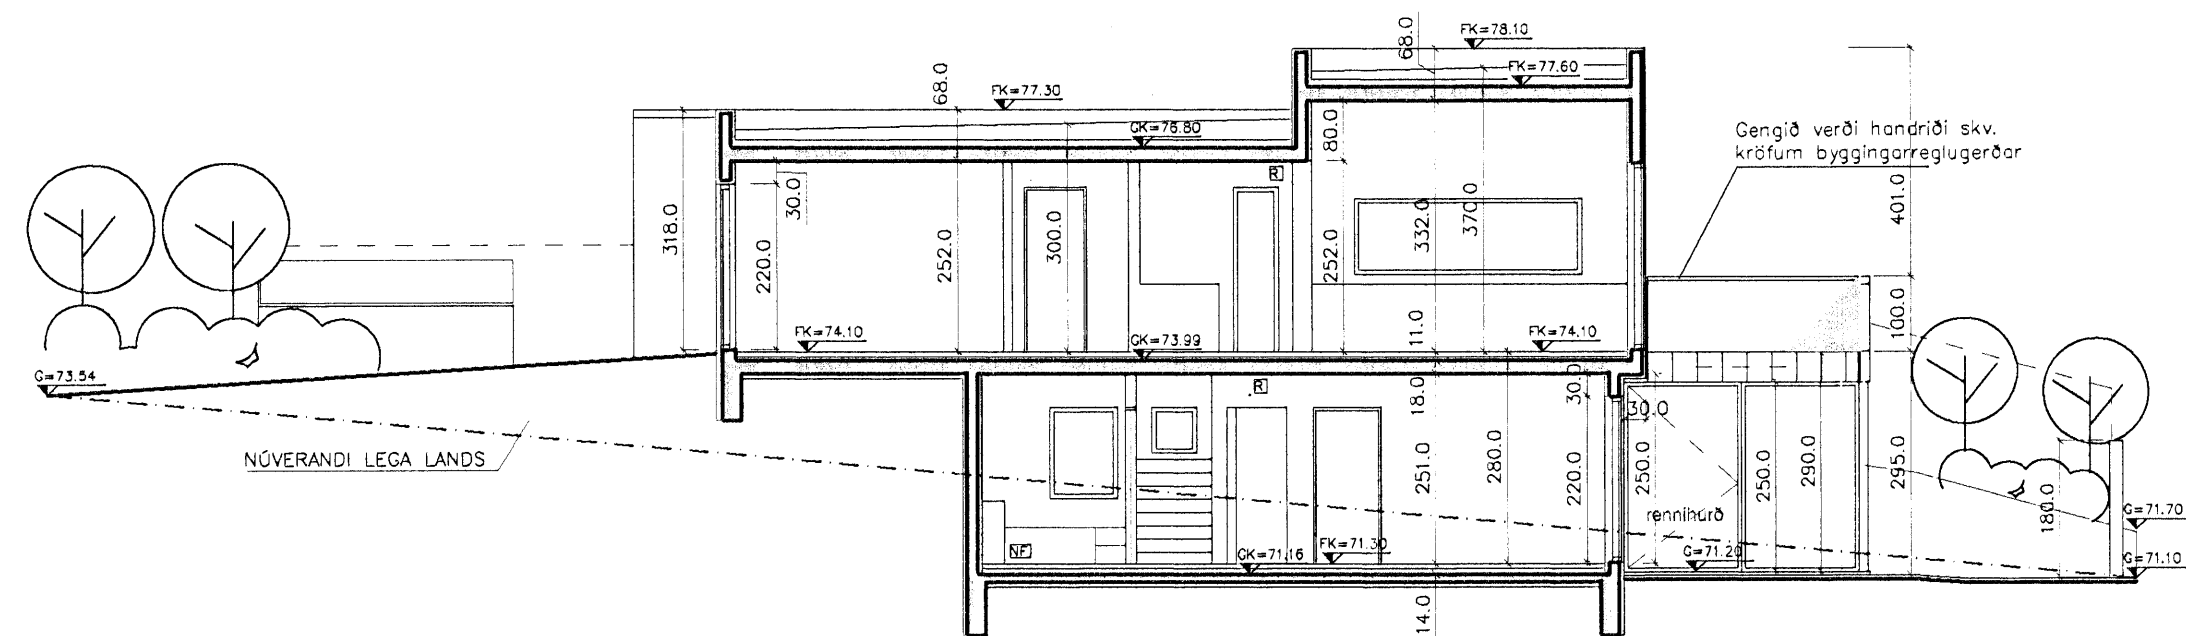 FK=78.10
68.0
FK=77.60
68.0
FK=77.30
GK=76.80
80.0
Gengið verði handriði skv.
kröfum byggingarreglugerðar
R
30.0
318.0
220.0
252.0
300.0
252.0
332.0
370.0
401.0
FK=74.10
GK=73.99
11.0
FK=74.10
100.0
G=73.54
R
18.0
30.0
30.0
NÚVERANDI LEGA LANDS
251.0
280.0
220.0
250.0
250.0
290.0
295.0
180.0
rennihurð
G=71.70
NF
GK=71.16
FK=71.30
G=71.20
G=71.10
14.0